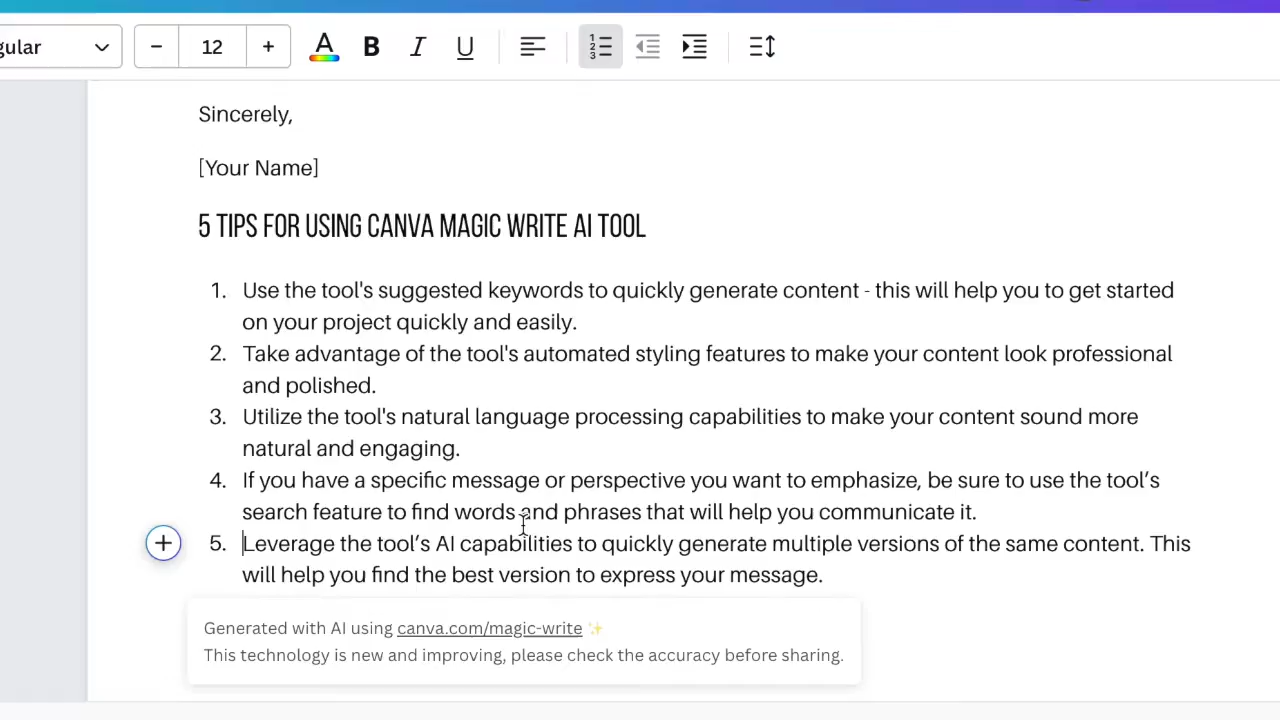 gular
12
Sincerely,
[Your Name]
5 TIPS FOR USING CANVA MAGIC WRITE AI TOOL
1. Use the tool's suggested keywords to quickly generate content - this will help you to get started
on your project quickly and easily.
2. Take advantage of the tool's automated styling features to make your content look professional
and polished.
3. Utilize the tool's natural language processing capabilities to make your content sound more
natural and engaging.
4. If you have a specific message or perspective you want to emphasize, be sure to use the tool’s
search feature to find words and phrases that will help you communicate it.
5. Leverage the tool’s AI capabilities to quickly generate multiple versions of the same content. This
will help you find the best version to express your message.
Generated with AI using canva.com/magic-write ✨
This technology is new and improving, please check the accuracy before sharing.